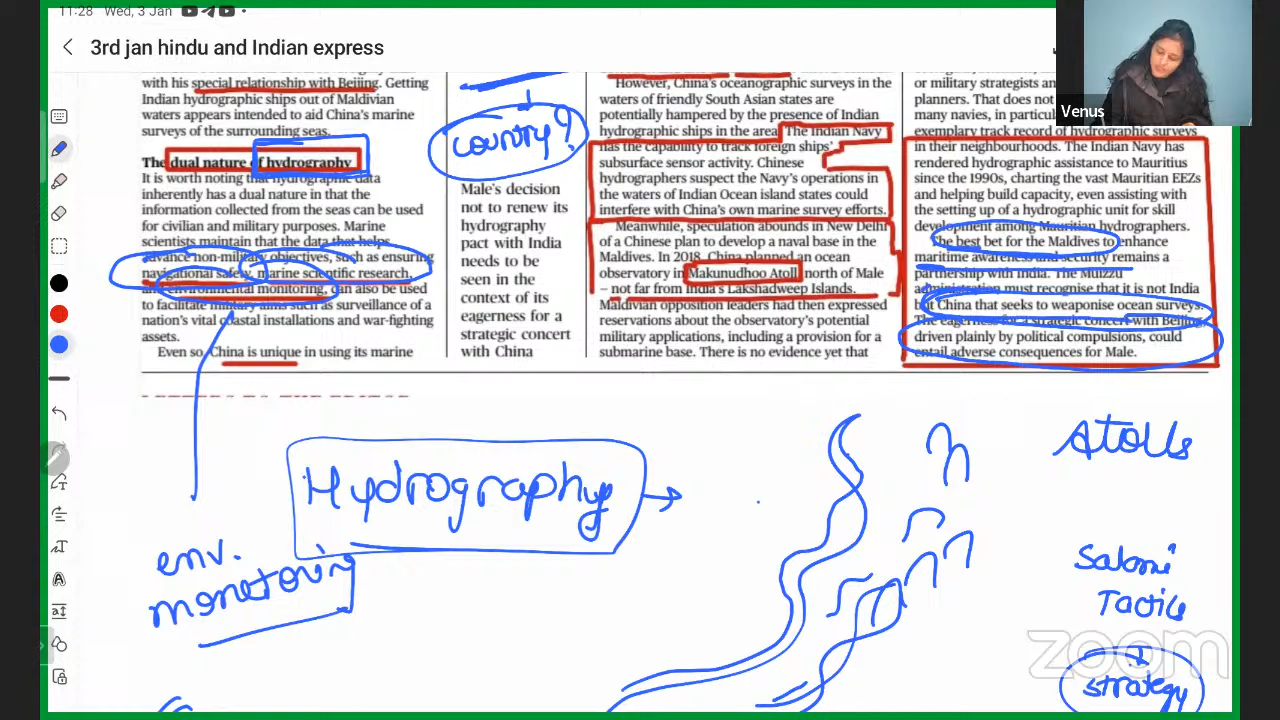 11:28 Wed, 3 Jan
3rd jan hindu and Indian express
Venus
with his special relationship with Beijing. Getting
Indian hydrographic ships out of Maldivian
waters appears intended to aid China's marine
surveys of the surrounding seas.
The dual nature of hydrography
It is worth noting that hydrographic data
inherently has a dual nature in that the
information collected from the seas can be used
for civilian and military purposes. Marine
scientists maintain that the data that helps
advance non-military objectives, such as ensuring
navigational safety, marine scientific research,
and environmental monitoring, can also be used
to facilitate military aims such as surveillance of a
nation's vital coastal installations and war-fighting
assets.
Even so, China is unique in using its marine
country?
Male's decision
not to renew its
hydrography
pact with India
needs to be
seen in the
context of its
eagerness for a
strategic concert
with China
However, China's oceanographic surveys in the
waters of friendly South Asian states are
potentially hampered by the presence of Indian
hydrographic ships in the area. The Indian Navy
has the capability to track foreign ships'
subsurface sensor activity. Chinese
hydrographers suspect the Navy's operations in
the waters of Indian Ocean island states could
interfere with China's own marine survey efforts.
Meanwhile, speculation abounds in New Delhi
of a Chinese plan to develop a naval base in the
Maldives. In 2018, China planned an ocean
observatory in Makunudhoo Atoll, north of Male
– not far from India's Lakshadweep Islands.
Maldivian opposition leaders had then expressed
reservations about the observatory's potential
military applications, including a provision for a
submarine base. There is no evidence yet that
or military strategists and
planners. That does not
many navies, in particular
exemplary track record of hydrographic surveys
in their neighbourhoods. The Indian Navy has
rendered hydrographic assistance to Mauritius
since the 1990s, charting the vast Mauritian EEZs
and helping build capacity, even assisting with
the setting up of a hydrographic unit for skill
development among Mauritian hydrographers.
The best bet for the Maldives to enhance
maritime awareness and security remains a
partnership with India. The Muizzu
administration must recognise that it is not India
but China that seeks to weaponise ocean surveys.
The eagerness for a strategic concert with Beijing,
driven plainly by political compulsions, could
entail adverse consequences for Male.
Hydrography
env.
monetoring
Atolls
Salami
Tactils
strategy
zoom